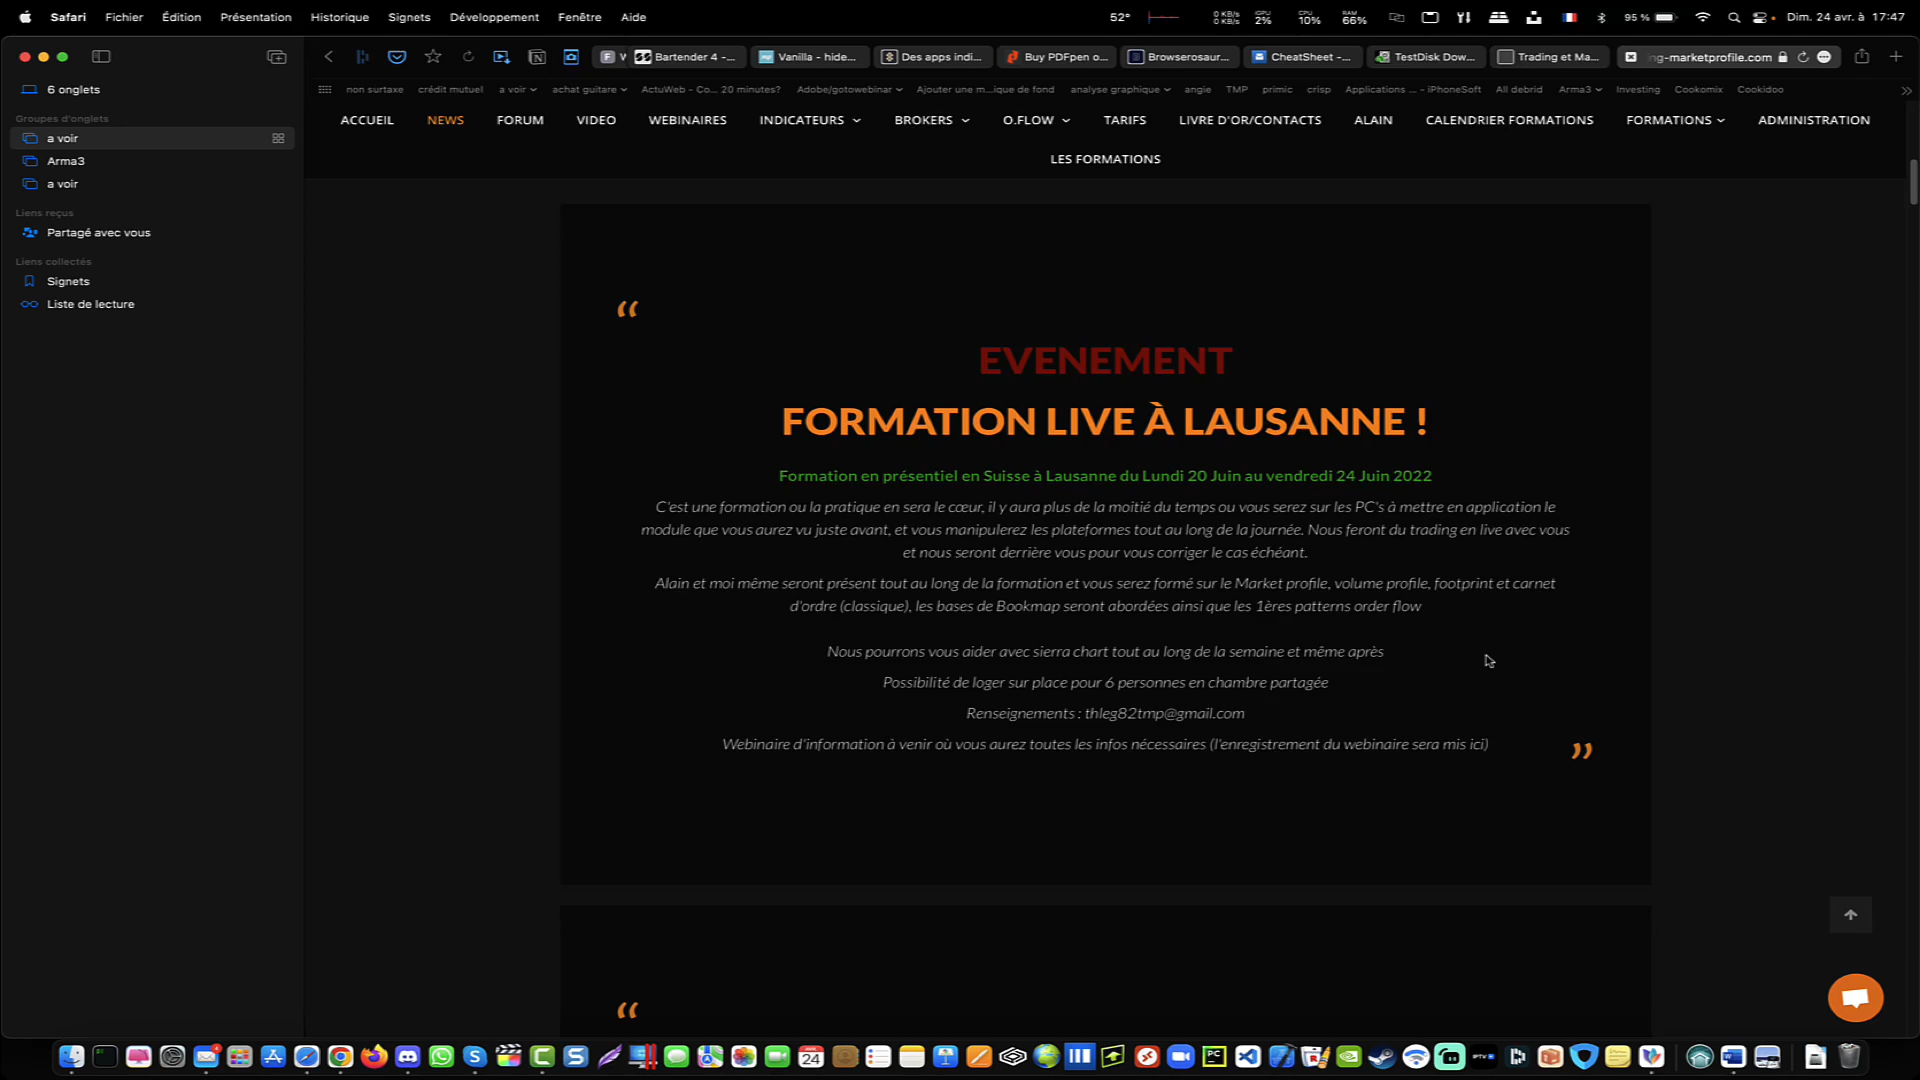 Safari Fichier Édition Présentation Historique Signets Développement Fenêtre Aide
52° 0 KB/s 0 KB/s 2% CPU 10% RAM 66% 95 % Dim. 24 avr. à 17:47
Bartender 4 -... Vanilla - hide... Des apps indi... Buy PDFpen o... Browserosaur... CheatSheet -... TestDisk Dow... Trading et Ma... ng-marketprofile.com
6 onglets
non surtaxe crédit mutuel a voir achat guitare ActuWeb - Co... 20 minutes? Adobe/gotowebinar Ajouter une m...ique de fond analyse graphique angie TMP primic crisp Applications ... - iPhoneSoft All debrid Arma3 Investing Cookomix Cookidoo
Groupes d'onglets
a voir
Arma3
a voir
Liens reçus
Partagé avec vous
Liens collectés
Signets
Liste de lecture
ACCUEIL NEWS FORUM VIDEO WEBINAIRES INDICATEURS BROKERS O.FLOW TARIFS LIVRE D'OR/CONTACTS ALAIN CALENDRIER FORMATIONS FORMATIONS ADMINISTRATION
LES FORMATIONS
“
EVENEMENT
FORMATION LIVE À LAUSANNE !
Formation en présentiel en Suisse à Lausanne du Lundi 20 Juin au vendredi 24 Juin 2022
C'est une formation ou la pratique en sera le cœur, il y aura plus de la moitié du temps ou vous serez sur les PC's à mettre en application le
module que vous aurez vu juste avant, et vous manipulerez les plateformes tout au long de la journée. Nous feront du trading en live avec vous
et nous seront derrière vous pour vous corriger le cas échéant.
Alain et moi même seront présent tout au long de la formation et vous serez formé sur le Market profile, volume profile, footprint et carnet
d'ordre (classique), les bases de Bookmap seront abordées ainsi que les 1ères patterns order flow
Nous pourrons vous aider avec sierra chart tout au long de la semaine et même après
Possibilité de loger sur place pour 6 personnes en chambre partagée
Renseignements : thleg82tmp@gmail.com
Webinaire d'information à venir où vous aurez toutes les infos nécessaires (l'enregistrement du webinaire sera mis ici)
”
“
24
PC
IPTV